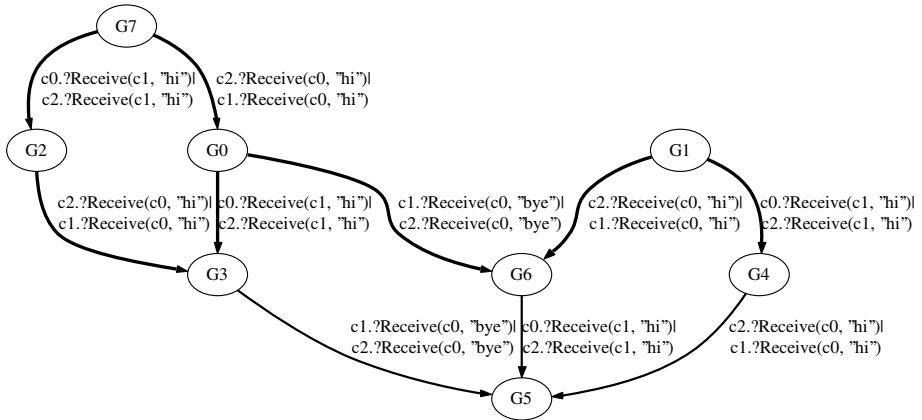 G7
c0.?Receive(c1, ”hi”)|
c2.?Receive(c1, ”hi”)
c2.?Receive(c0, ”hi”)|
c1.?Receive(c0, ”hi”)
G2
G0
G1
c2.?Receive(c0, ”hi”)|
c1.?Receive(c0, ”hi”)
c0.?Receive(c1, ”hi”)|
c2.?Receive(c1, ”hi”)
c1.?Receive(c0, ”bye”)|
c2.?Receive(c0, ”bye”)
c2.?Receive(c0, ”hi”)|
c1.?Receive(c0, ”hi”)
c0.?Receive(c1, ”hi”)|
c2.?Receive(c1, ”hi”)
G3
G6
G4
c1.?Receive(c0, ”bye”)|
c2.?Receive(c0, ”bye”)
c0.?Receive(c1, ”hi”)|
c2.?Receive(c1, ”hi”)
c2.?Receive(c0, ”hi”)|
c1.?Receive(c0, ”hi”)
G5